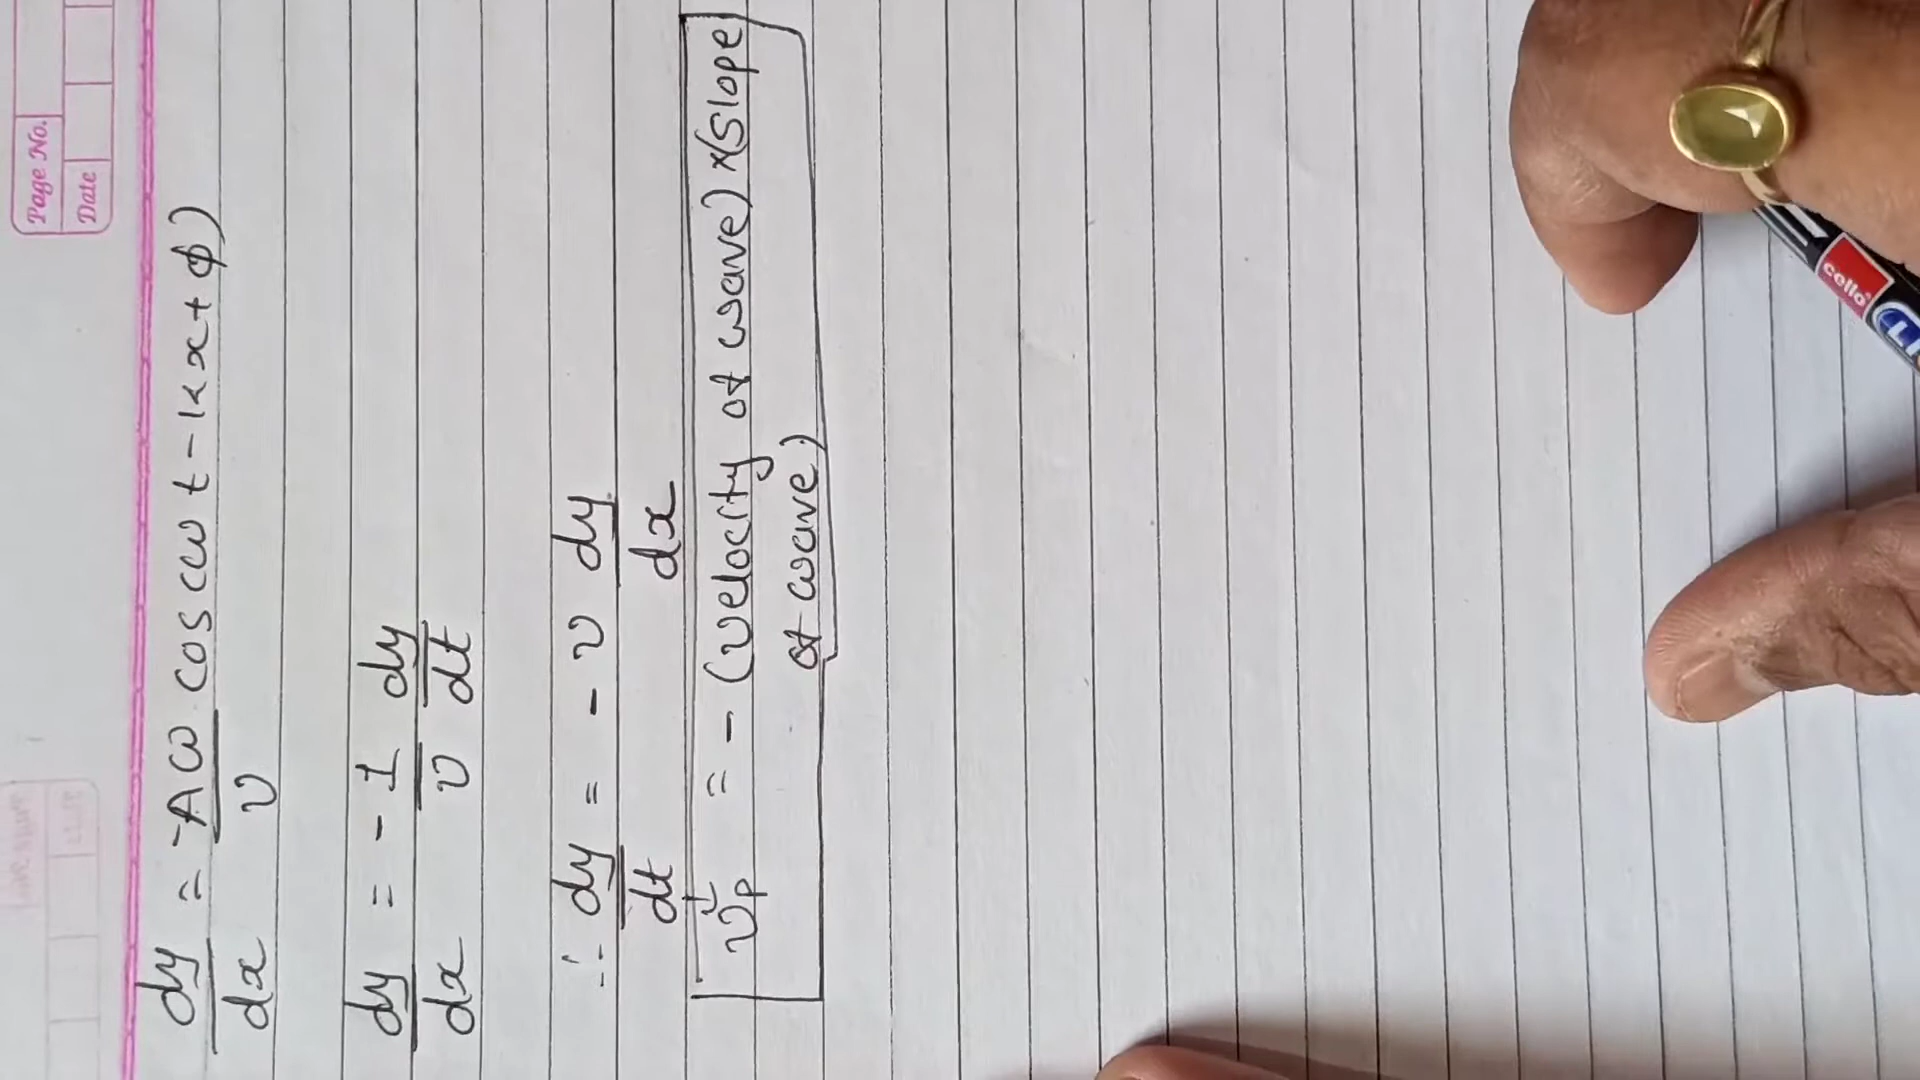 Page No.
Date
dy/dx = -Aω/v cos(ωt - kx + φ)
dy/dx = - 1/v dy/dt
∴ dy/dt = - v dy/dx
vp = - (velocity of wave) x (slope
of wave)
cello